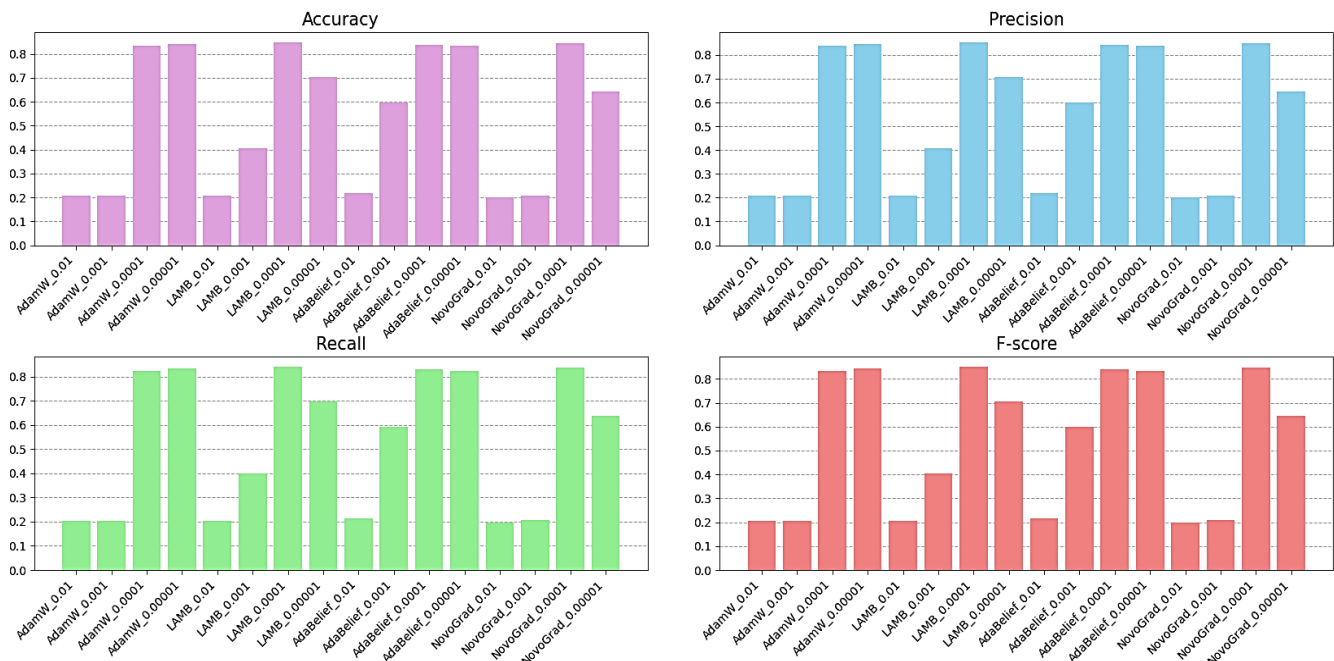 Accuracy
0.8
0.7
0.6
0.5
0.4
0.3
0.2
0.1
0.0
AdamW_0.01
AdamW_0.001
AdamW_0.0001
AdamW_0.00001
LAMB_0.01
LAMB_0.001
LAMB_0.0001
LAMB_0.00001
AdaBelief_0.01
AdaBelief_0.001
AdaBelief_0.0001
AdaBelief_0.00001
NovoGrad_0.01
NovoGrad_0.001
NovoGrad_0.0001
NovoGrad_0.00001
Precision
0.8
0.7
0.6
0.5
0.4
0.3
0.2
0.1
0.0
AdamW_0.01
AdamW_0.001
AdamW_0.0001
AdamW_0.00001
LAMB_0.01
LAMB_0.001
LAMB_0.0001
LAMB_0.00001
AdaBelief_0.01
AdaBelief_0.001
AdaBelief_0.0001
AdaBelief_0.00001
NovoGrad_0.01
NovoGrad_0.001
NovoGrad_0.0001
NovoGrad_0.00001
Recall
0.8
0.7
0.6
0.5
0.4
0.3
0.2
0.1
0.0
AdamW_0.01
AdamW_0.001
AdamW_0.0001
AdamW_0.00001
LAMB_0.01
LAMB_0.001
LAMB_0.0001
LAMB_0.00001
AdaBelief_0.01
AdaBelief_0.001
AdaBelief_0.0001
AdaBelief_0.00001
NovoGrad_0.01
NovoGrad_0.001
NovoGrad_0.0001
NovoGrad_0.00001
F-score
0.8
0.7
0.6
0.5
0.4
0.3
0.2
0.1
0.0
AdamW_0.01
AdamW_0.001
AdamW_0.0001
AdamW_0.00001
LAMB_0.01
LAMB_0.001
LAMB_0.0001
LAMB_0.00001
AdaBelief_0.01
AdaBelief_0.001
AdaBelief_0.0001
AdaBelief_0.00001
NovoGrad_0.01
NovoGrad_0.001
NovoGrad_0.0001
NovoGrad_0.00001